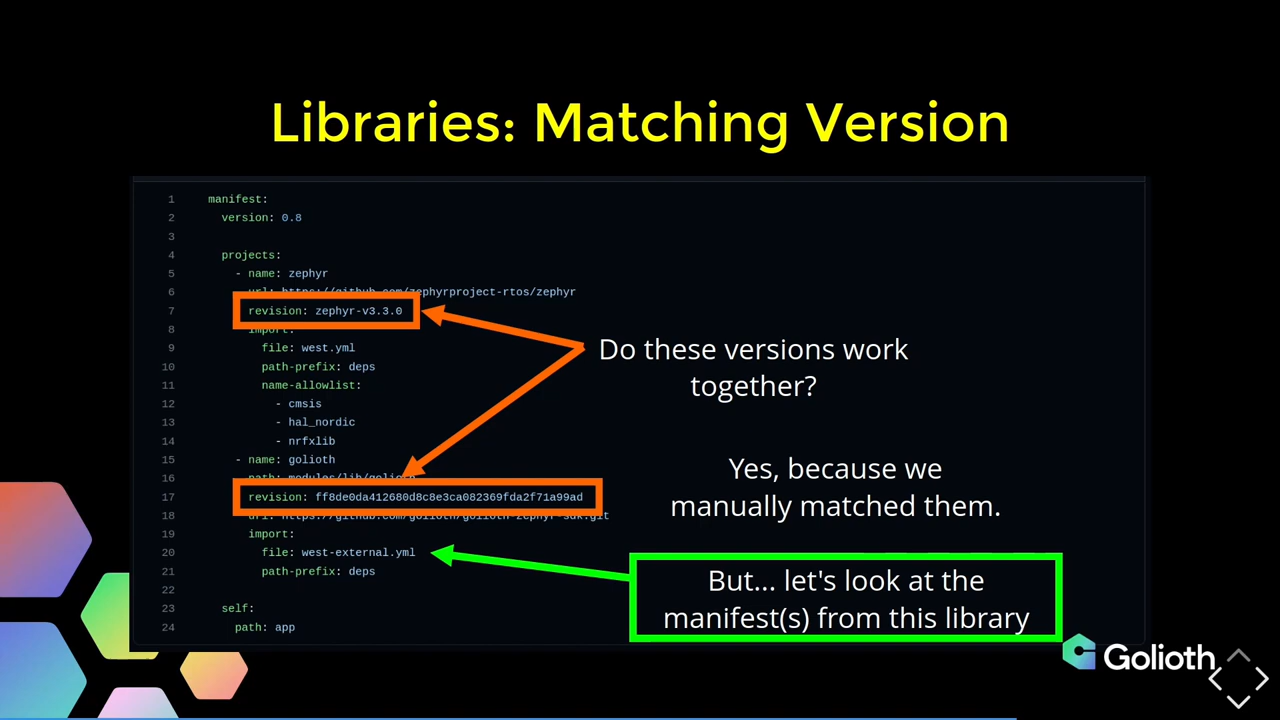 Libraries: Matching Version
1 manifest:
2 version: 0.8
3
4 projects:
5 - name: zephyr
6 url: https://github.com/zephyrproject-rtos/zephyr
7 revision: zephyr-v3.3.0
8 import:
9 file: west.yml
10 path-prefix: deps
11 name-allowlist:
12 - cmsis
13 - hal_nordic
14 - nrfxlib
15 - name: golioth
16 path: modules/lib/golioth
17 revision: ff8de0da412680d8c8e3ca082369fda2f71a99ad
18 url: https://github.com/golioth/golioth-zephyr-sdk.git
19 import:
20 file: west-external.yml
21 path-prefix: deps
22
23 self:
24 path: app
Do these versions work
together?
Yes, because we
manually matched them.
But... let's look at the
manifest(s) from this library
Golioth